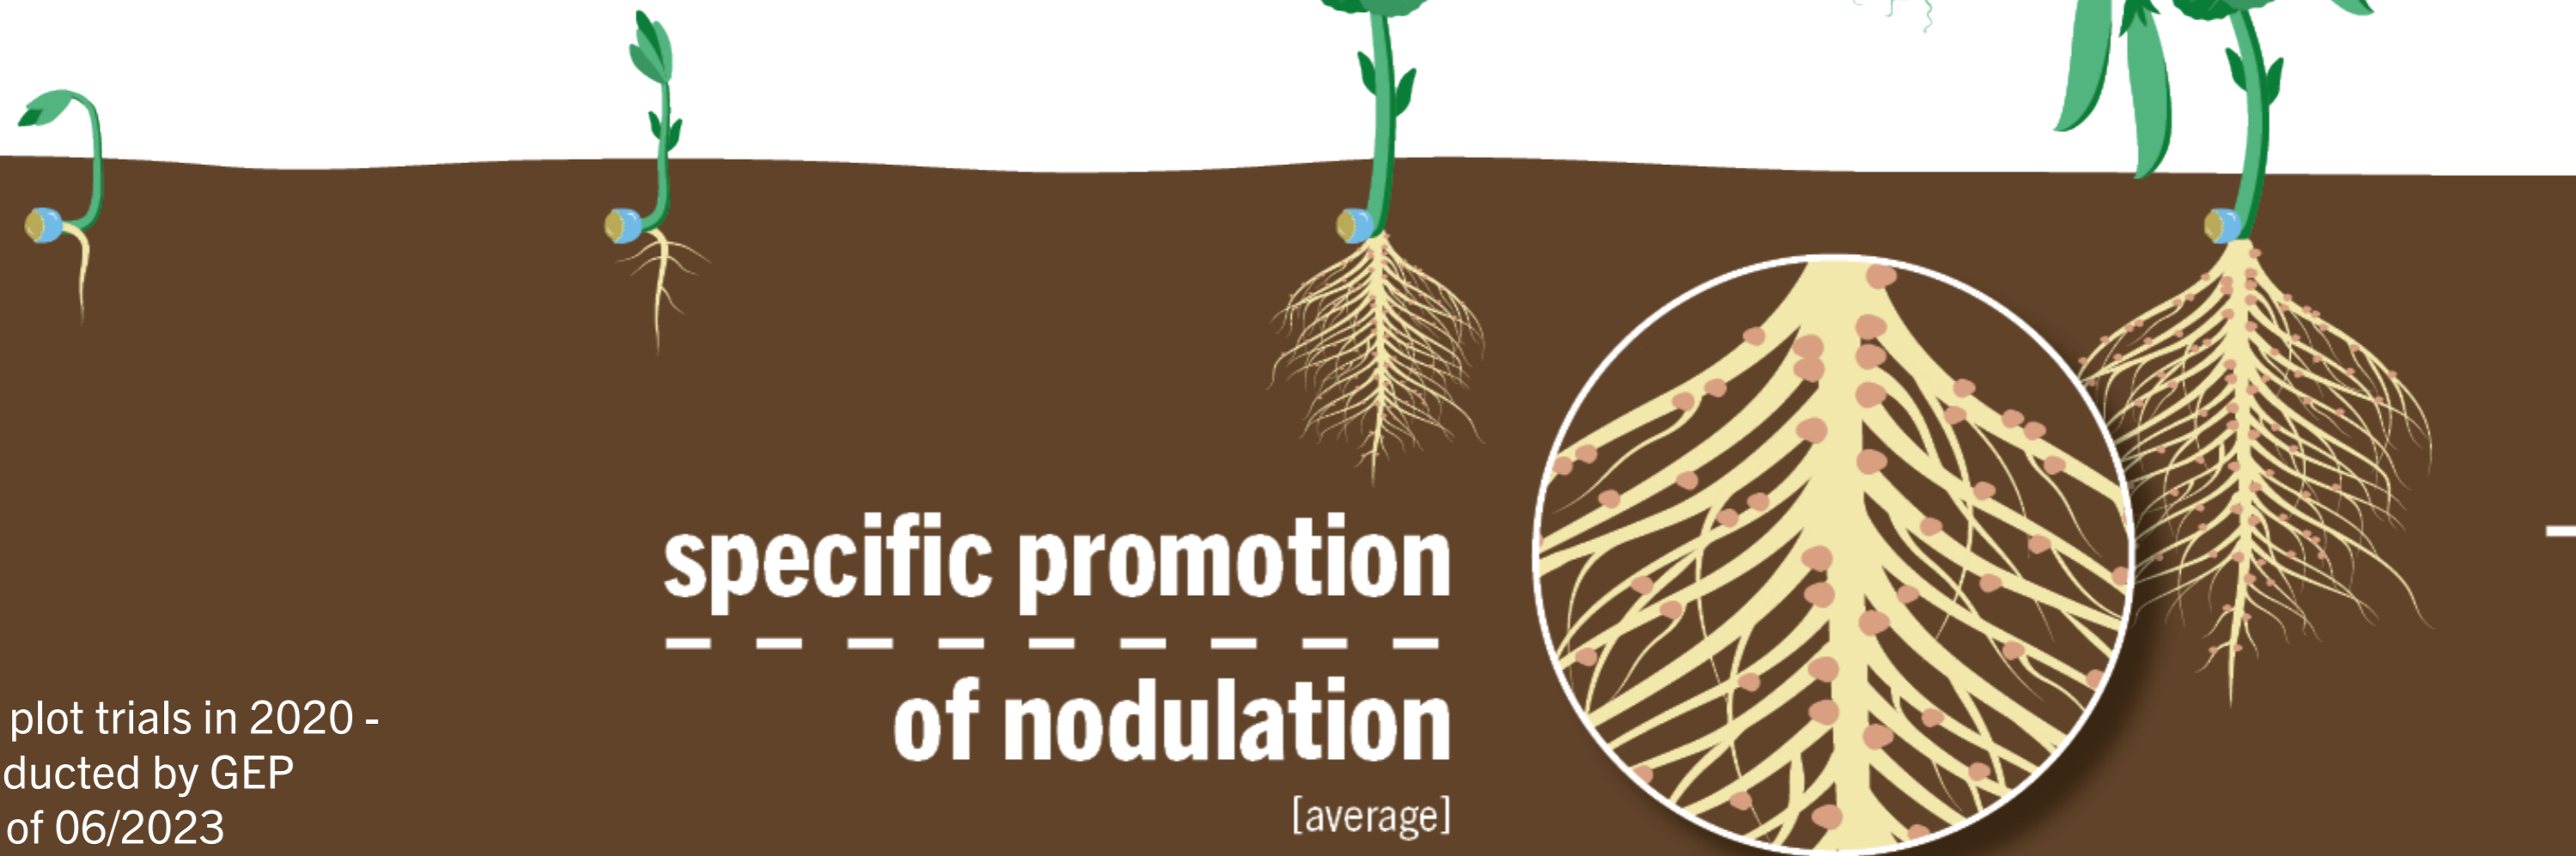 specific promotion
of nodulation
[average]
plot trials in 2020 -
ducted by GEP
of 06/2023